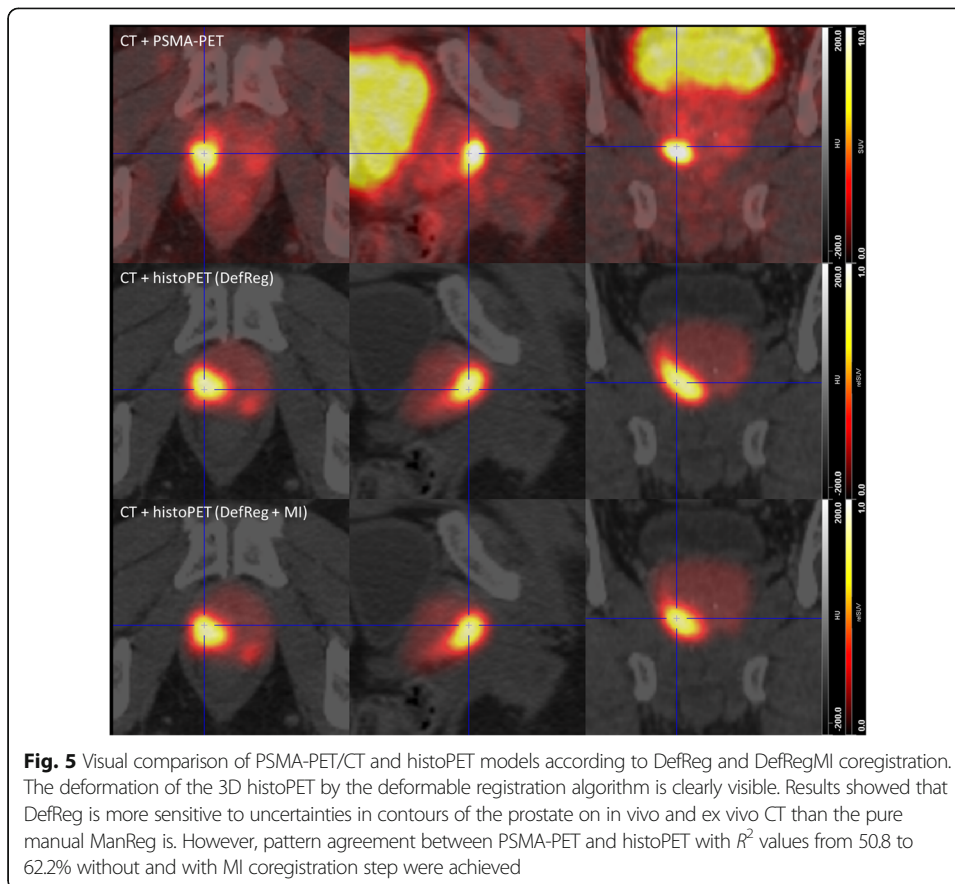 CT + PSMA-PET
200.0
10.0
HU
SUV
-200.0
0.0
CT + histoPET (DefReg)
200.0
1.0
HU
relSUV
-200.0
0.0
CT + histoPET (DefReg + MI)
200.0
1.0
HU
relSUV
-200.0
0.0
Fig. 5 Visual comparison of PSMA-PET/CT and histoPET models according to DefReg and DefRegMI coregistration.
The deformation of the 3D histoPET by the deformable registration algorithm is clearly visible. Results showed that
DefReg is more sensitive to uncertainties in contours of the prostate on in vivo and ex vivo CT than the pure
manual ManReg is. However, pattern agreement between PSMA-PET and histoPET with R² values from 50.8 to
62.2% without and with MI coregistration step were achieved